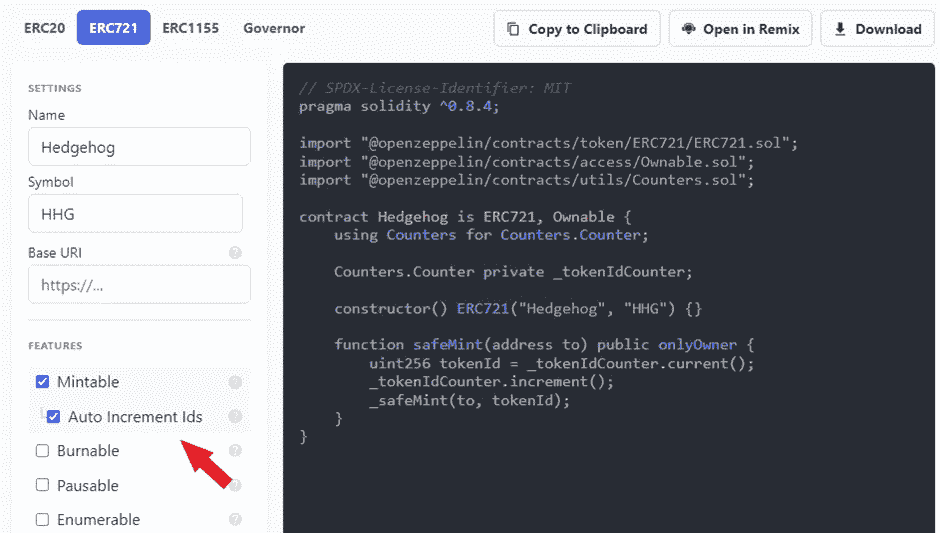 ERC20 ERC721 ERC1155 Governor Copy to Clipboard Open in Remix Download
SETTINGS
Name
Hedgehog
Symbol
HHG
Base URI ?
https://...
FEATURES
Mintable ?
Auto Increment Ids ?
Burnable ?
Pausable ?
Enumerable ?
// SPDX-License-Identifier: MIT
pragma solidity ^0.8.4;
import "@openzeppelin/contracts/token/ERC721/ERC721.sol";
import "@openzeppelin/contracts/access/Ownable.sol";
import "@openzeppelin/contracts/utils/Counters.sol";
contract Hedgehog is ERC721, Ownable {
    using Counters for Counters.Counter;
    Counters.Counter private _tokenIdCounter;
    constructor() ERC721("Hedgehog", "HHG") {}
    function safeMint(address to) public onlyOwner {
        uint256 tokenId = _tokenIdCounter.current();
        _tokenIdCounter.increment();
        _safeMint(to, tokenId);
    }
}